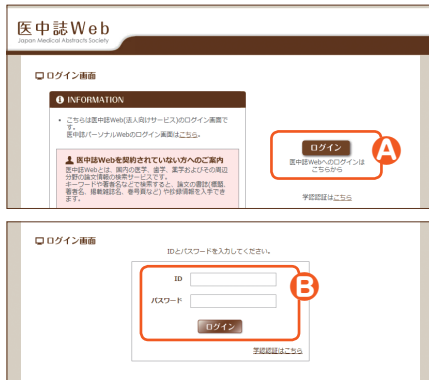 医中誌Web
Japan Medical Abstracts Society
ログイン画面
INFORMATION
• こちらは医中誌Web(法人向けサービス)のログイン画面で
す。
医中誌パーソナルWebのログイン画面はこちら。
医中誌Webを契約されていない方へのご案内
医中誌Webとは、国内の医学、歯学、薬学およびその周辺
分野の論文情報の検索サービスです。
キーワードや著者名などで検索すると、論文の書誌(標題、
著者名、掲載雑誌名、巻号頁など)や抄録情報を入手でき
ます。
ログイン
医中誌Webへのログインは
こちらから
A
学認認証はこちら
ログイン画面
IDとパスワードを入力してください。
ID
パスワード
ログイン
B
学認認証はこちら